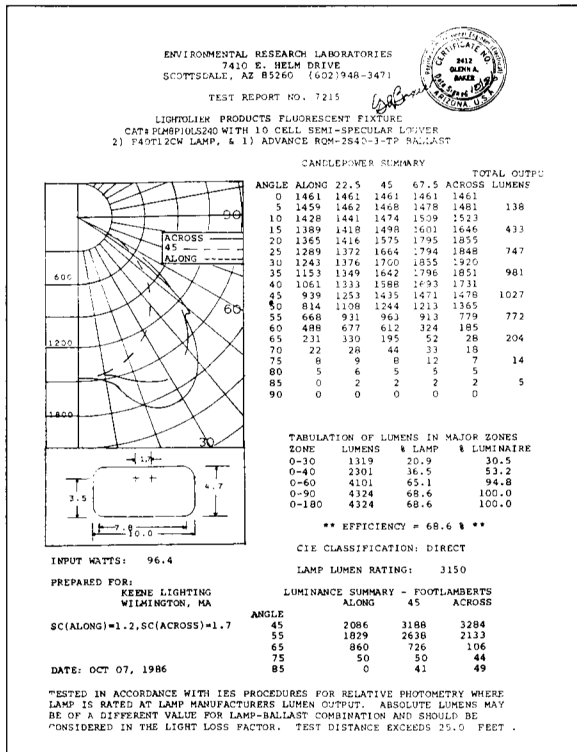 ENVIRONMENTAL RESEARCH LABORATORIES
7410 E. HELM DRIVE
SCOTTSDALE, AZ 85260 (602)948-3471
CERTIFICATE NO.
2412
GLENN A.
BAKER
ARIZONA U.S.A.
TEST REPORT NO. 7215
LIGHTOLIER PRODUCTS FLUORESCENT FIXTURE
CAT# PLM8P10LS240 WITH 10 CELL SEMI-SPECULAR LOUVER
2) F40T12CW LAMP, & 1) ADVANCE RQM-2S40-3-TP BALLAST
CANDLEPOWER SUMMARY
TOTAL OUTPU
ANGLE ALONG 22.5 45 67.5 ACROSS LUMENS
0 1461 1461 1461 1461 1461
5 1459 1462 1468 1478 1481 138
10 1428 1441 1474 1509 1523
15 1389 1418 1498 1601 1646 433
20 1365 1416 1575 1795 1855
25 1289 1372 1664 1794 1848 747
30 1243 1376 1700 1855 1920
35 1153 1349 1642 1796 1851 981
40 1061 1333 1588 1693 1731
45 939 1253 1435 1471 1478 1027
50 814 1108 1244 1213 1365
55 668 931 963 913 779 772
60 488 677 612 324 185
65 231 330 195 52 28 204
70 22 28 44 33 18
75 8 9 8 12 7 14
80 5 6 5 5 5
85 0 2 2 2 2 5
90 0 0 0 0 0
90
ACROSS
45
ALONG
600
60
1200
1800
30
1.7
3.5
4.7
7.8
10.0
TABULATION OF LUMENS IN MAJOR ZONES
ZONE LUMENS % LAMP % LUMINAIRE
0-30 1319 20.9 30.5
0-40 2301 36.5 53.2
0-60 4101 65.1 94.8
0-90 4324 68.6 100.0
0-180 4324 68.6 100.0
** EFFICIENCY = 68.6 % **
CIE CLASSIFICATION: DIRECT
INPUT WATTS: 96.4
LAMP LUMEN RATING: 3150
PREPARED FOR:
KEENE LIGHTING
WILMINGTON, MA
LUMINANCE SUMMARY - FOOTLAMBERTS
ALONG 45 ACROSS
ANGLE
SC(ALONG)=1.2,SC(ACROSS)=1.7
45 2086 3188 3284
55 1829 2638 2133
65 860 726 106
75 50 50 44
85 0 41 49
DATE: OCT 07, 1986
TESTED IN ACCORDANCE WITH IES PROCEDURES FOR RELATIVE PHOTOMETRY WHERE
LAMP IS RATED AT LAMP MANUFACTURERS LUMEN OUTPUT. ABSOLUTE LUMENS MAY
BE OF A DIFFERENT VALUE FOR LAMP-BALLAST COMBINATION AND SHOULD BE
CONSIDERED IN THE LIGHT LOSS FACTOR. TEST DISTANCE EXCEEDS 25.0 FEET .